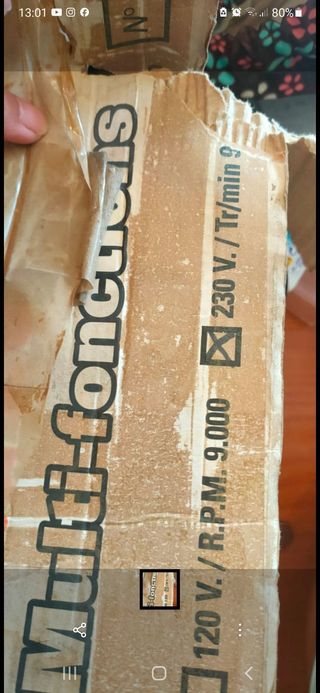 13:01
80%
N°
Multi-fonctions
120 V. / R.P.M. 9.000
230 V. / Tr/min 9